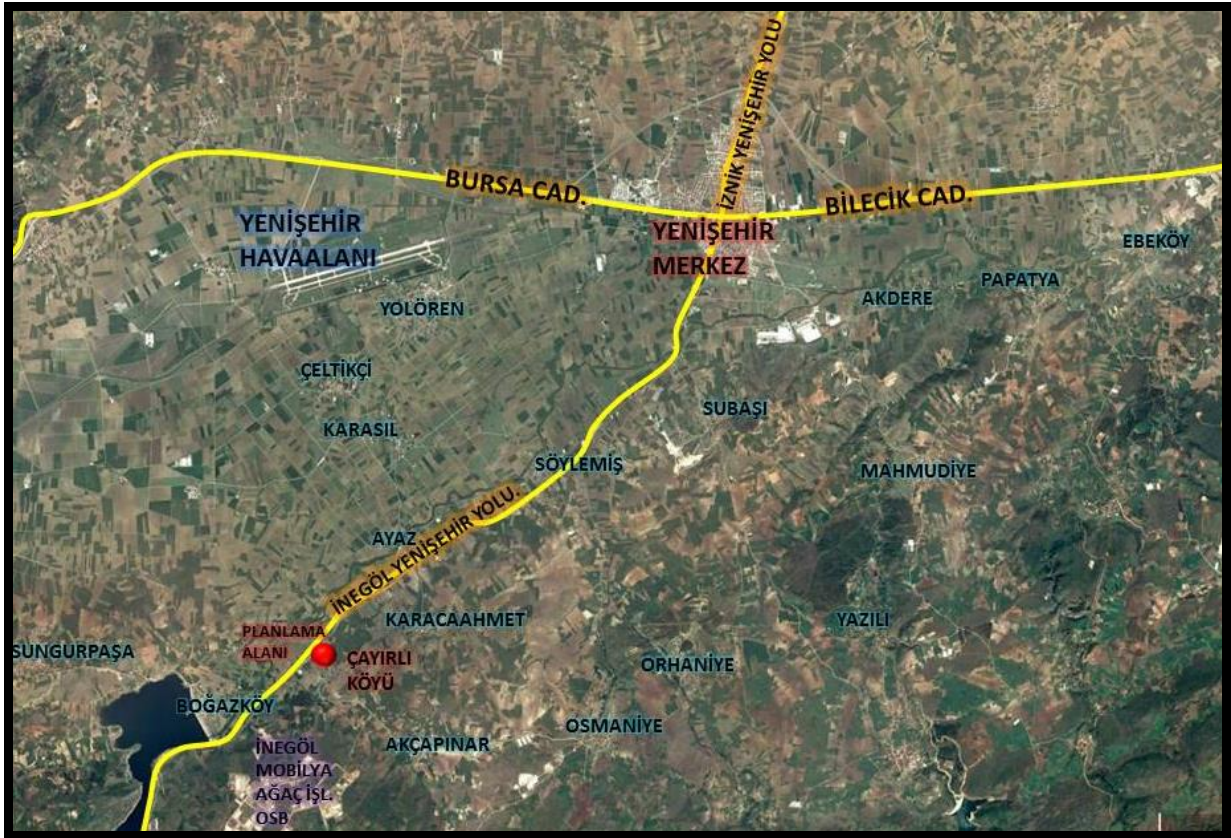 İZNİK YENİŞEHİR YOLU
BURSA CAD.
BİLECİK CAD.
YENİŞEHİR
HAVAALANI
YENİŞEHİR
MERKEZ
EBEKÖY
PAPATYA
AKDERE
YOLÖREN
ÇELTİKÇİ
KARASIL
SUBAŞI
SÖYLEMİŞ
MAHMUDİYE
AYAZ
İNEGÖL YENİŞEHİR YOLU.
KARACAAHMET
YAZILI
PLANLAMA
ALANI
SUNGURPAŞA
ÇAYIRLI
KÖYÜ
ORHANİYE
BOĞAZKÖY
OSMANİYE
AKÇAPINAR
İNEGÖL
MOBİLYA
AĞAÇ İŞL.
OSB